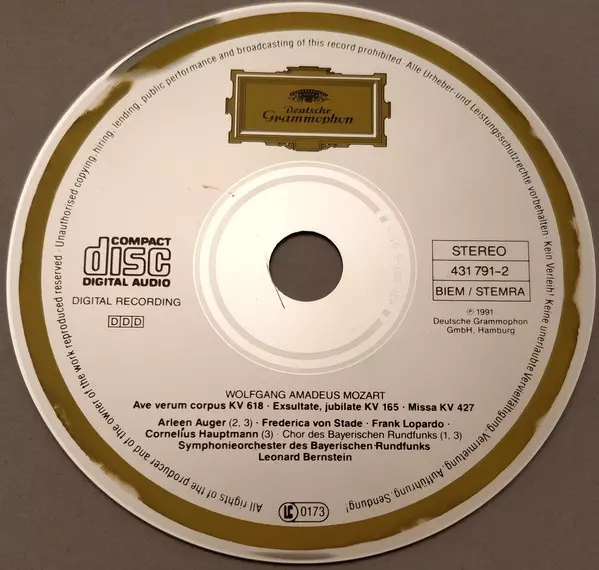 Unauthorised copying, hiring, lending, public performance and broadcasting of this record prohibited · Alle Urheber- und Leistungsschutzrechte vorbehalten · Kein Verleih! Keine unerlaubte Vervielfältigung, Vermietung, Aufführung, Sendung!
All rights of the producer and of the owner of the work reproduced reserved ·
Deutsche
Grammophon
COMPACT
disc
DIGITAL AUDIO
DIGITAL RECORDING
DDD
STEREO
431 791-2
BIEM / STEMRA
℗ 1991
Deutsche Grammophon
GmbH, Hamburg
WOLFGANG AMADEUS MOZART
Ave verum corpus KV 618 · Exsultate, jubilate KV 165 · Missa KV 427
Arleen Auger (2, 3) · Frederica von Stade · Frank Lopardo ·
Cornelius Hauptmann (3) · Chor des Bayerischen Rundfunks (1, 3)
Symphonieorchester des Bayerischen Rundfunks
Leonard Bernstein
LC 0173